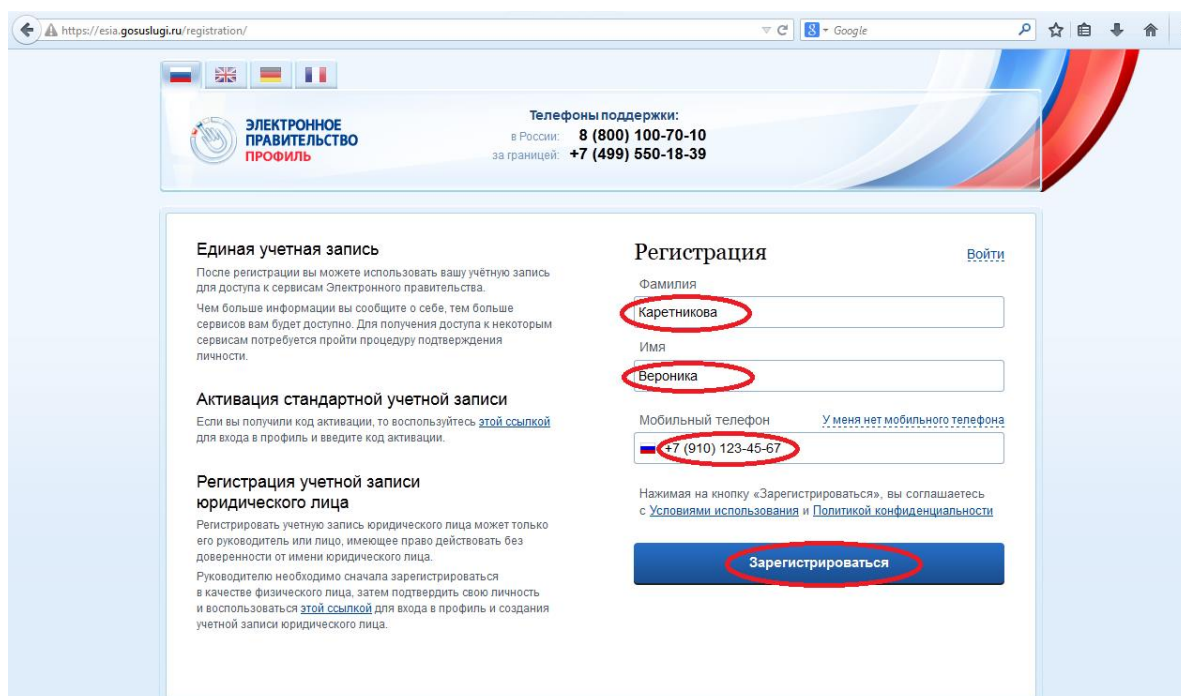 https://esia.gosuslugi.ru/registration/
Google
ЭЛЕКТРОННОЕ
ПРАВИТЕЛЬСТВО
ПРОФИЛЬ
Телефоны поддержки:
в России: 8 (800) 100-70-10
за границей: +7 (499) 550-18-39
Единая учетная запись
После регистрации вы можете использовать вашу учётную запись
для доступа к сервисам Электронного правительства.
Чем больше информации вы сообщите о себе, тем больше
сервисов вам будет доступно. Для получения доступа к некоторым
сервисам потребуется пройти процедуру подтверждения
личности.
Активация стандартной учетной записи
Если вы получили код активации, то воспользуйтесь этой ссылкой
для входа в профиль и введите код активации.
Регистрация учетной записи
юридического лица
Регистрировать учетную запись юридического лица может только
его руководитель или лицо, имеющее право действовать без
доверенности от имени юридического лица.
Руководителю необходимо сначала зарегистрироваться
в качестве физического лица, затем подтвердить свою личность
и воспользоваться этой ссылкой для входа в профиль и создания
учетной записи юридического лица.
Регистрация
Войти
Фамилия
Каретникова
Имя
Вероника
Мобильный телефон
У меня нет мобильного телефона
+7 (910) 123-45-67
Нажимая на кнопку «Зарегистрироваться», вы соглашаетесь
с Условиями использования и Политикой конфиденциальности
Зарегистрироваться